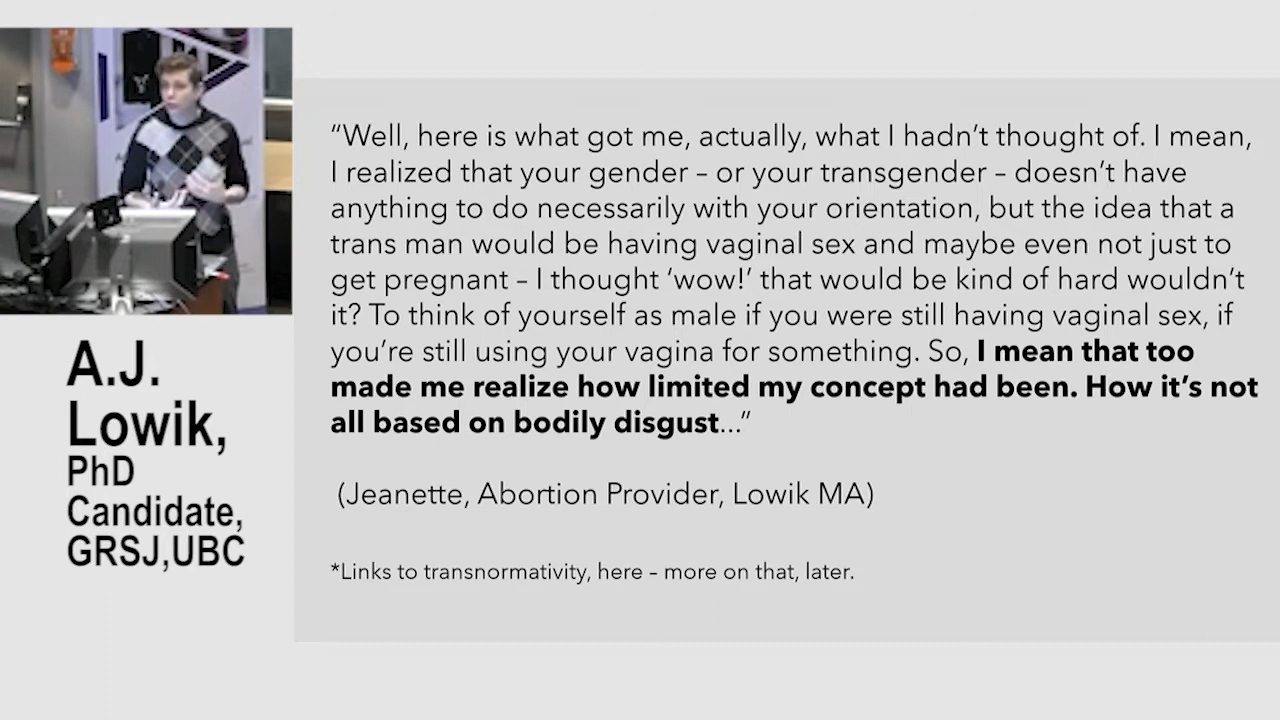 A.J.
Lowik,
PhD
Candidate,
GRSJ,UBC
“Well, here is what got me, actually, what I hadn’t thought of. I mean,
I realized that your gender – or your transgender – doesn’t have
anything to do necessarily with your orientation, but the idea that a
trans man would be having vaginal sex and maybe even not just to
get pregnant – I thought ‘wow!’ that would be kind of hard wouldn’t
it? To think of yourself as male if you were still having vaginal sex, if
you’re still using your vagina for something. So, I mean that too
made me realize how limited my concept had been. How it’s not
all based on bodily disgust...”
(Jeanette, Abortion Provider, Lowik MA)
*Links to transnormativity, here – more on that, later.